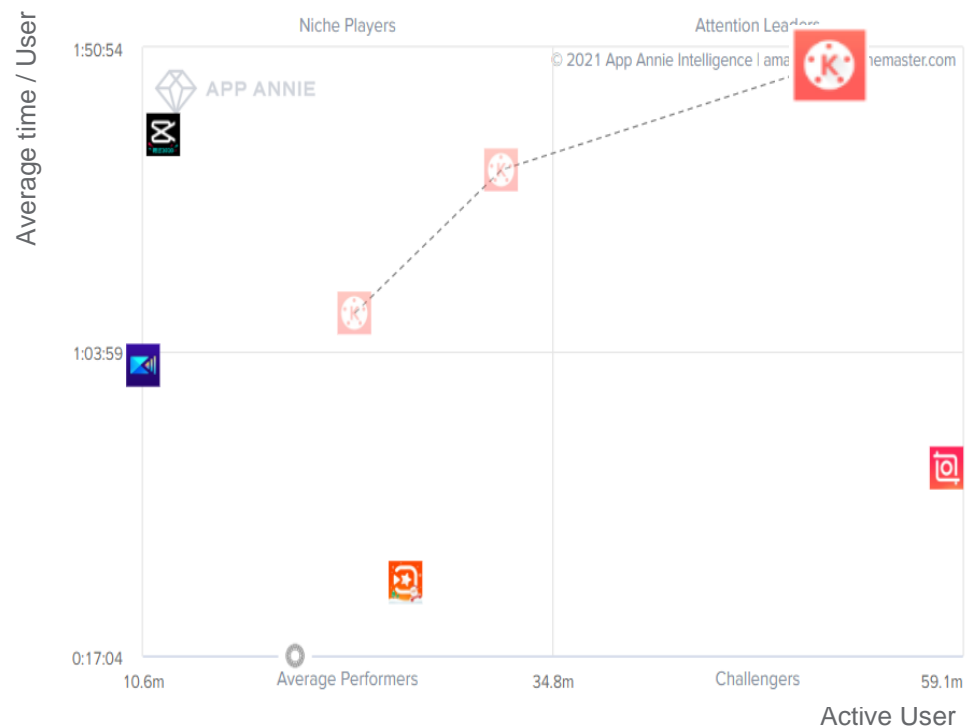 Niche Players
Attention Leaders
Average time / User
1:50:54
© 2021 App Annie Intelligence | ama
nemaster.com
APP ANNIE
K
K
K
1:03:59
0:17:04
10.6m
Average Performers
34.8m
Challengers
59.1m
Active User